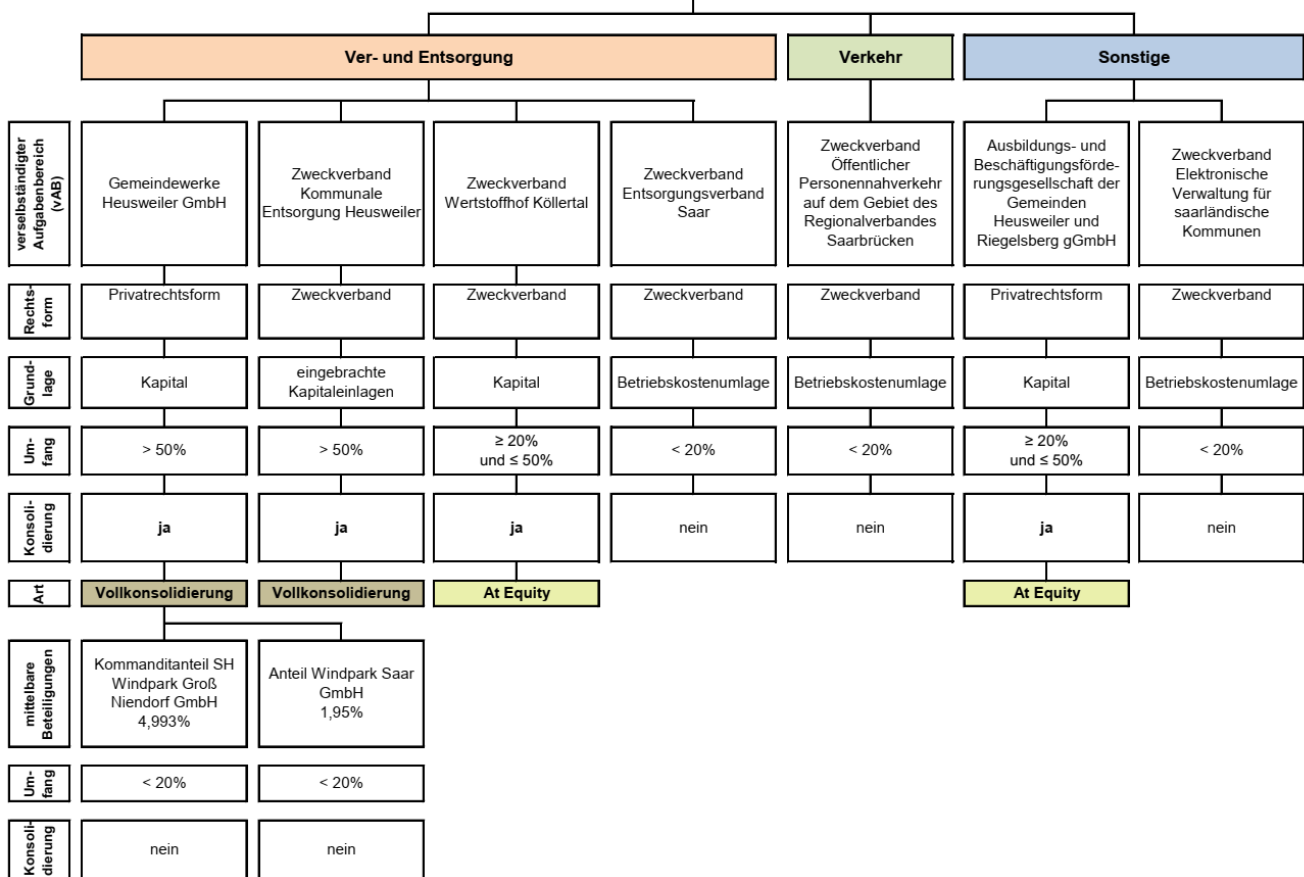 Ver- und Entsorgung
Verkehr
Sonstige
verselbständigter
Aufgabenbereich
(vAB)
Gemeindewerke
Heusweiler GmbH
Zweckverband
Kommunale
Entsorgung Heusweiler
Zweckverband
Wertstoffhof Köllertal
Zweckverband
Entsorgungsverband
Saar
Zweckverband
Öffentlicher
Personennahverkehr
auf dem Gebiet des
Regionalverbandes
Saarbrücken
Ausbildungs- und
Beschäftigungsförde-
rungsgesellschaft der
Gemeinden
Heusweiler und
Riegelsberg gGmbH
Zweckverband
Elektronische
Verwaltung für
saarländische
Kommunen
Rechts-
form
Privatrechtsform
Zweckverband
Zweckverband
Zweckverband
Zweckverband
Privatrechtsform
Zweckverband
Grund-
lage
Kapital
eingebrachte
Kapitaleinlagen
Kapital
Betriebskostenumlage
Betriebskostenumlage
Kapital
Betriebskostenumlage
Um-
fang
> 50%
> 50%
≥ 20%
und ≤ 50%
< 20%
< 20%
≥ 20%
und ≤ 50%
< 20%
Konsoli-
dierung
ja
ja
ja
nein
nein
ja
nein
Art
Vollkonsolidierung
Vollkonsolidierung
At Equity
At Equity
mittelbare
Beteiligungen
Kommanditanteil SH
Windpark Groß
Niendorf GmbH
4,993%
Anteil Windpark Saar
GmbH
1,95%
Um-
fang
< 20%
< 20%
Konsoli-
dierung
nein
nein